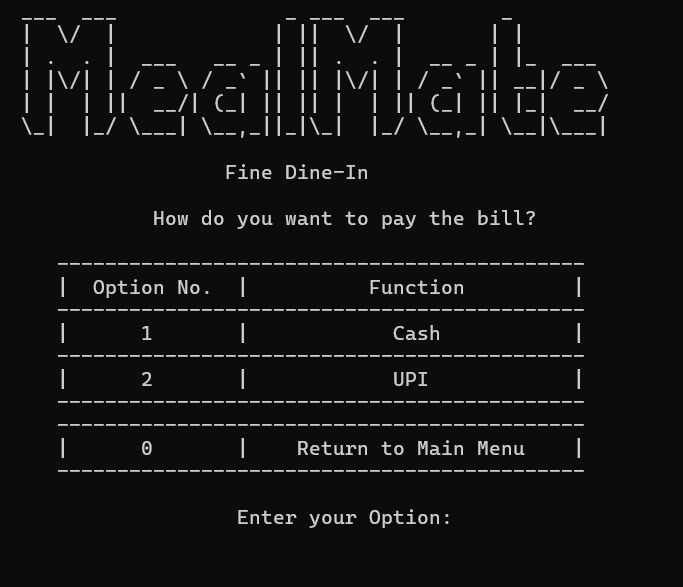 MealMate
Fine Dine-In
How do you want to pay the bill?
Option No. | Function
1 | Cash
2 | UPI
0 | Return to Main Menu
Enter your Option: